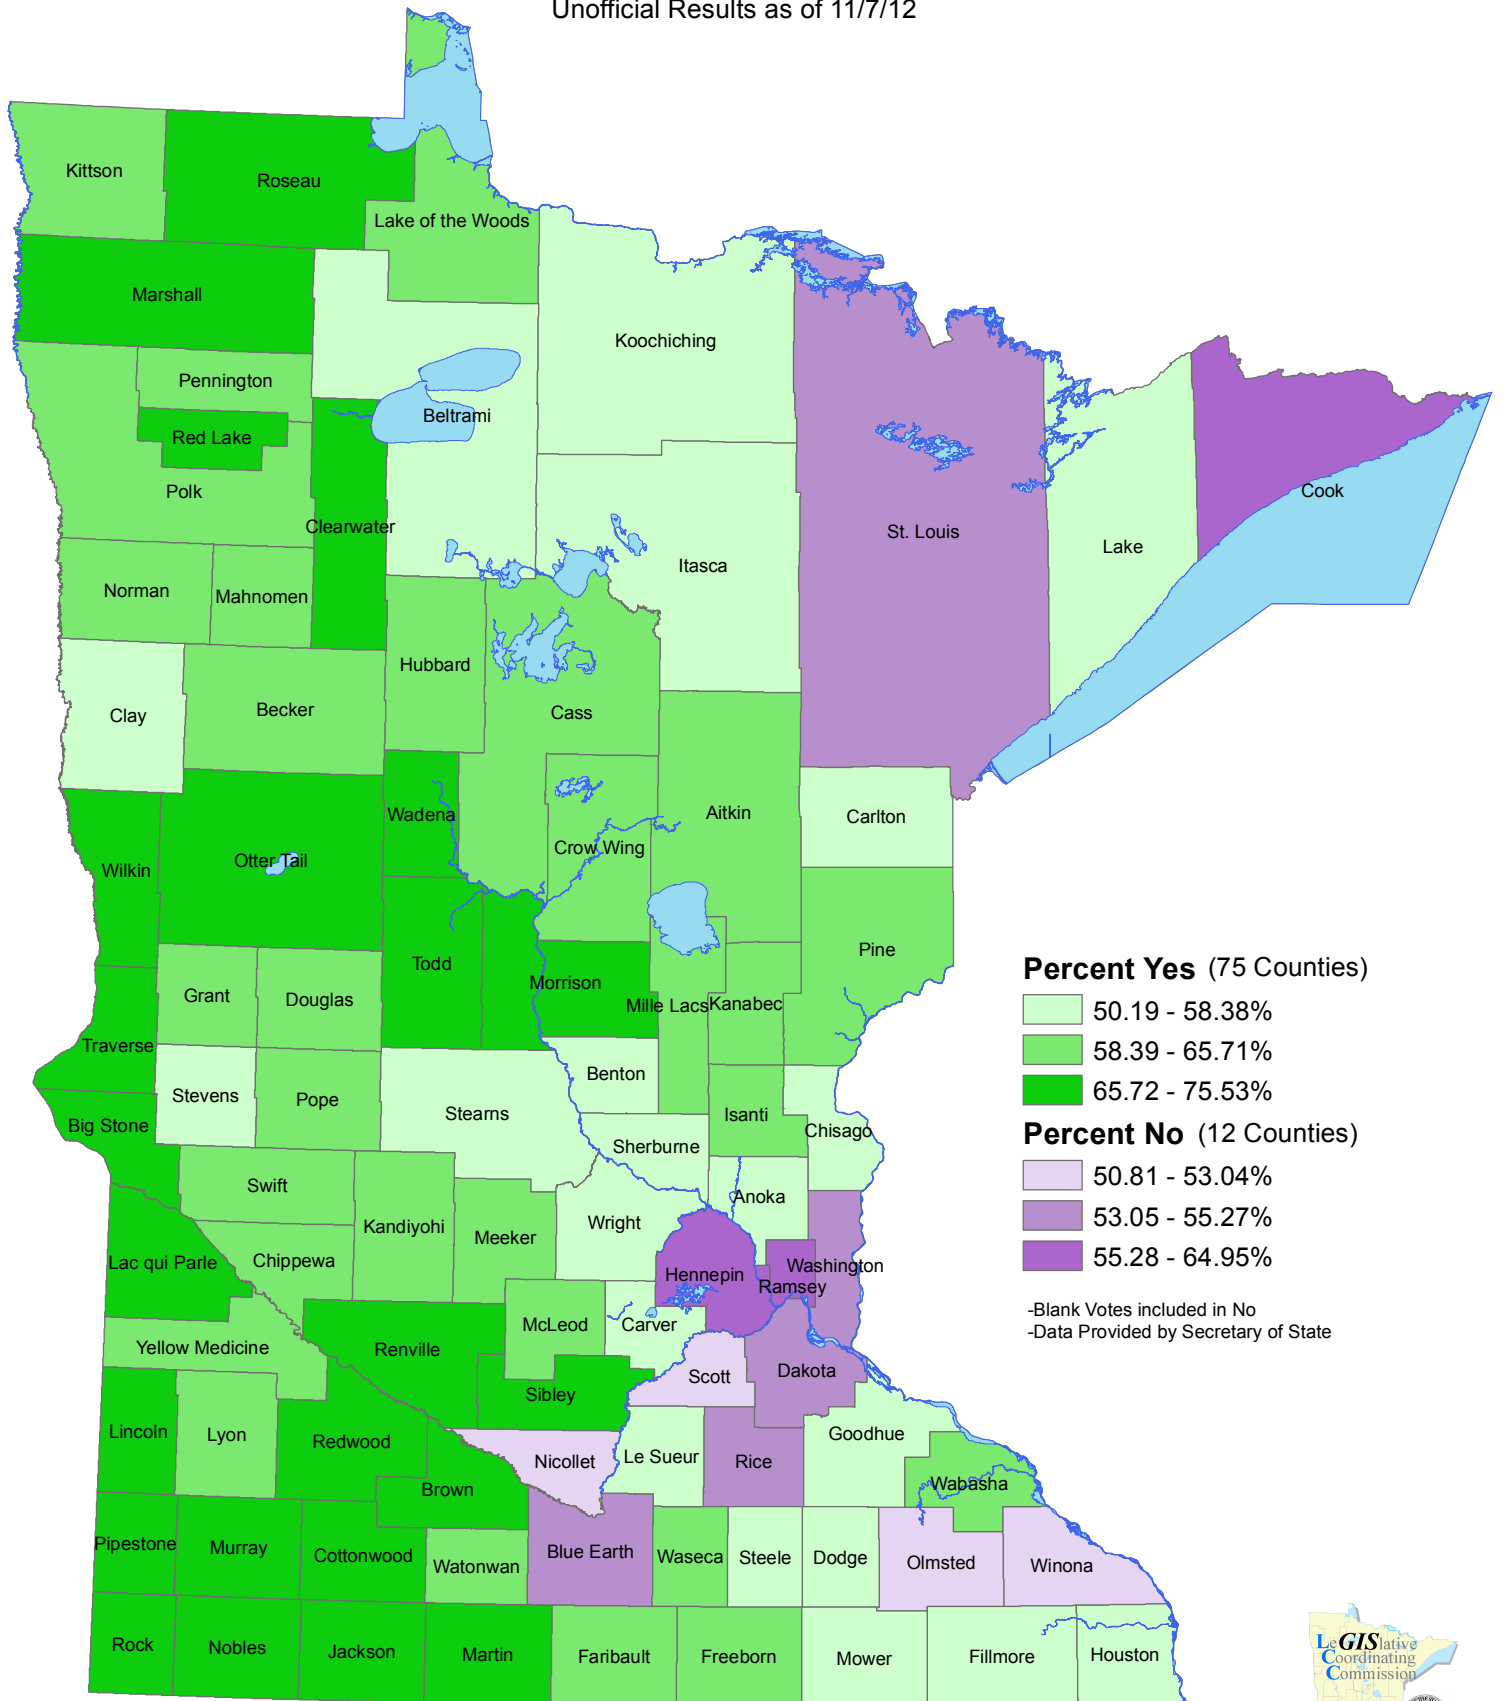 Unofficial Results as of 11/7/12
Kittson
Roseau
Lake of the Woods
Marshall
Koochiching
Pennington
Beltrami
Red Lake
Polk
Clearwater
Cook
St. Louis
Lake
Itasca
Norman
Mahnomen
Hubbard
Clay
Becker
Cass
Wadena
Aitkin
Carlton
Crow Wing
Otter Tail
Wilkin
Pine
Todd
Morrison
Grant
Douglas
Mille Lacs
Kanabec
Traverse
Benton
Stevens
Pope
Stearns
Isanti
Big Stone
Chisago
Sherburne
Swift
Anoka
Kandiyohi
Wright
Meeker
Lac qui Parle
Chippewa
Hennepin
Washington
Ramsey
McLeod
Carver
Yellow Medicine
Renville
Scott
Dakota
Sibley
Lincoln
Lyon
Redwood
Goodhue
Nicollet
Le Sueur
Rice
Brown
Wabasha
Pipestone
Murray
Cottonwood
Watonwan
Blue Earth
Waseca
Steele
Dodge
Olmsted
Winona
Rock
Nobles
Jackson
Martin
Faribault
Freeborn
Mower
Fillmore
Houston
Percent Yes (75 Counties)
50.19 - 58.38%
58.39 - 65.71%
65.72 - 75.53%
Percent No (12 Counties)
50.81 - 53.04%
53.05 - 55.27%
55.28 - 64.95%
-Blank Votes included in No
-Data Provided by Secretary of State
LeGISlative
Coordinating
Commission